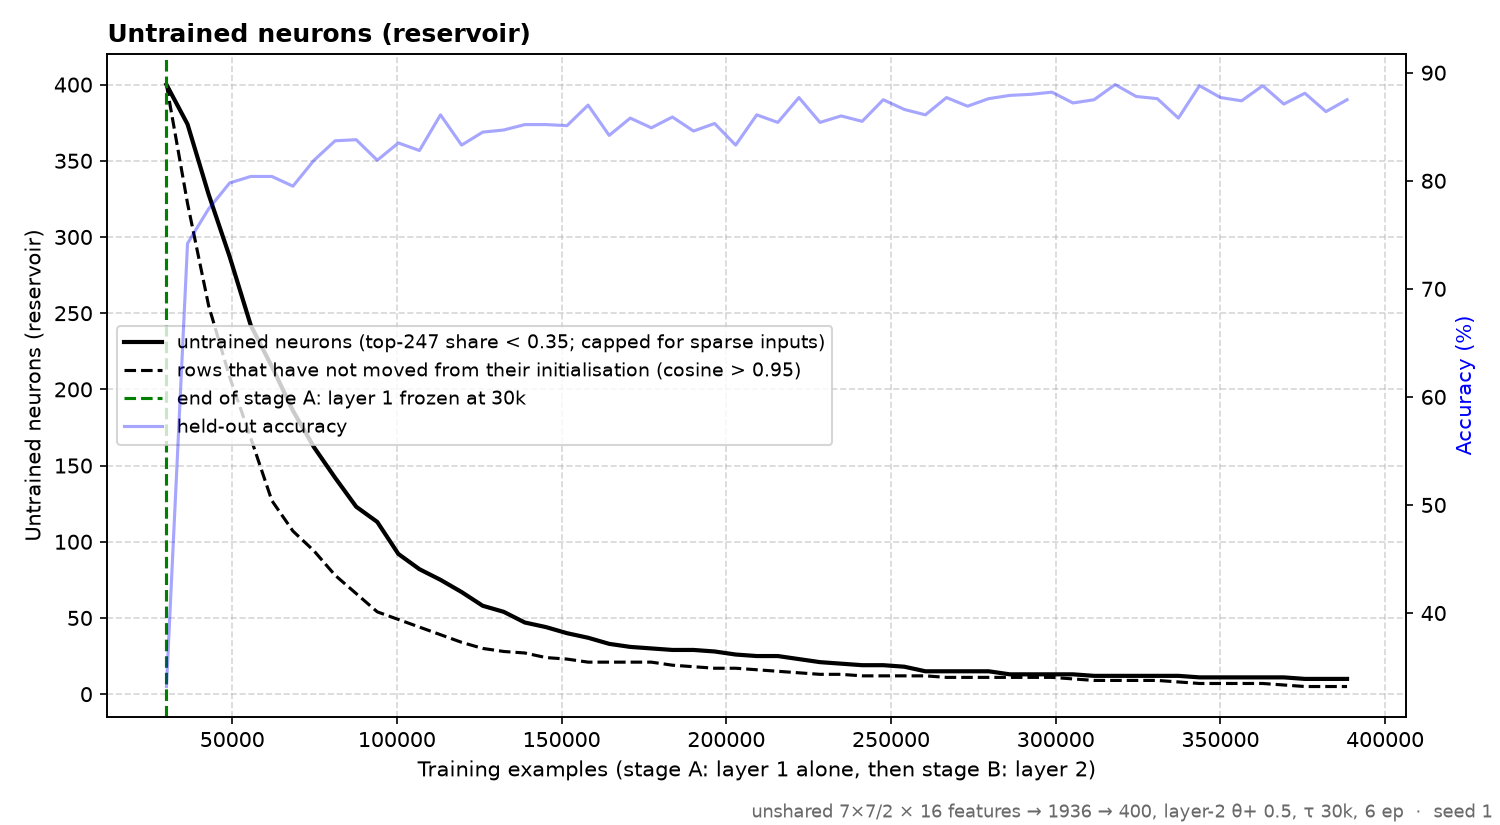 Untrained neurons (reservoir)
400
350
300
250
200
150
100
50
0
Untrained neurons (reservoir)
90
80
70
60
50
40
Accuracy (%)
untrained neurons (top-247 share < 0.35; capped for sparse inputs)
rows that have not moved from their initialisation (cosine > 0.95)
end of stage A: layer 1 frozen at 30k
held-out accuracy
50000 100000 150000 200000 250000 300000 350000 400000
Training examples (stage A: layer 1 alone, then stage B: layer 2)
unshared 7×7/2 × 16 features → 1936 → 400, layer-2 θ+ 0.5, τ 30k, 6 ep · seed 1